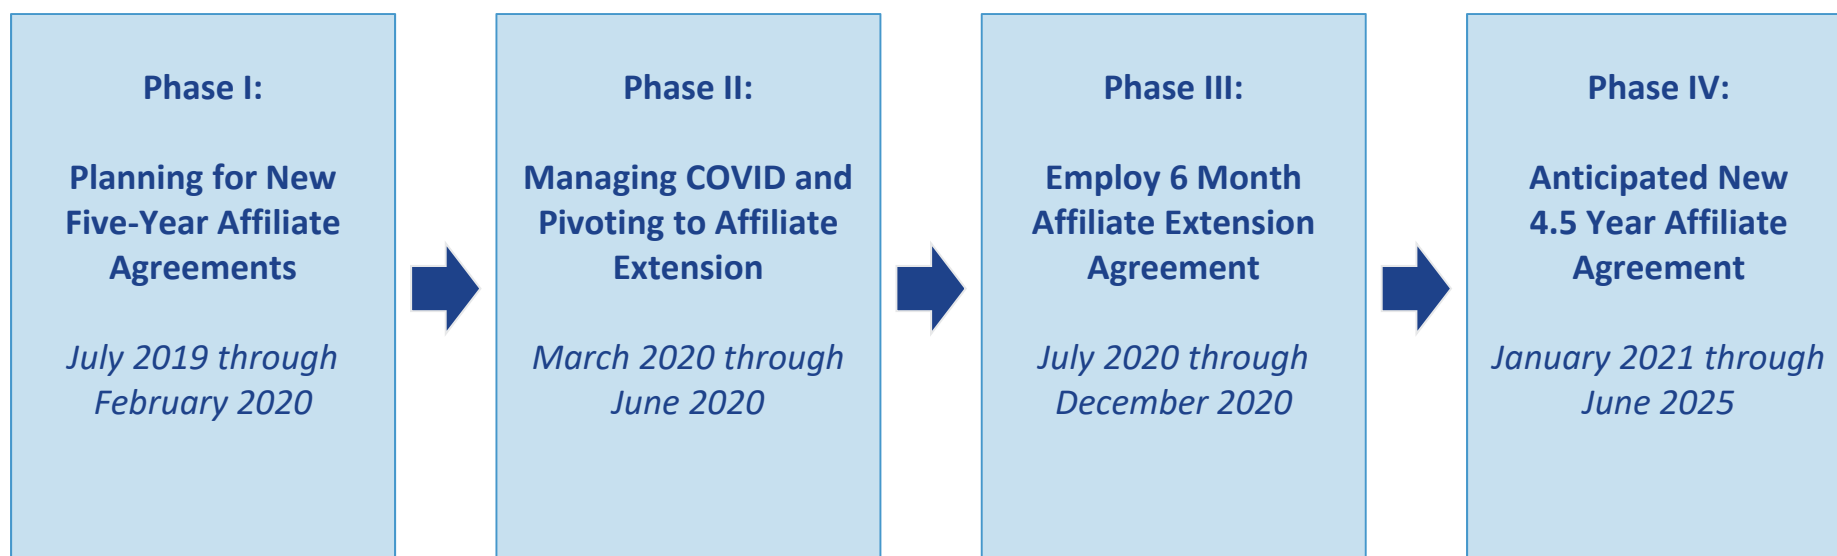 Phase I:
Planning for New
Five-Year Affiliate
Agreements
July 2019 through
February 2020
Phase II:
Managing COVID and
Pivoting to Affiliate
Extension
March 2020 through
June 2020
Phase III:
Employ 6 Month
Affiliate Extension
Agreement
July 2020 through
December 2020
Phase IV:
Anticipated New
4.5 Year Affiliate
Agreement
January 2021 through
June 2025